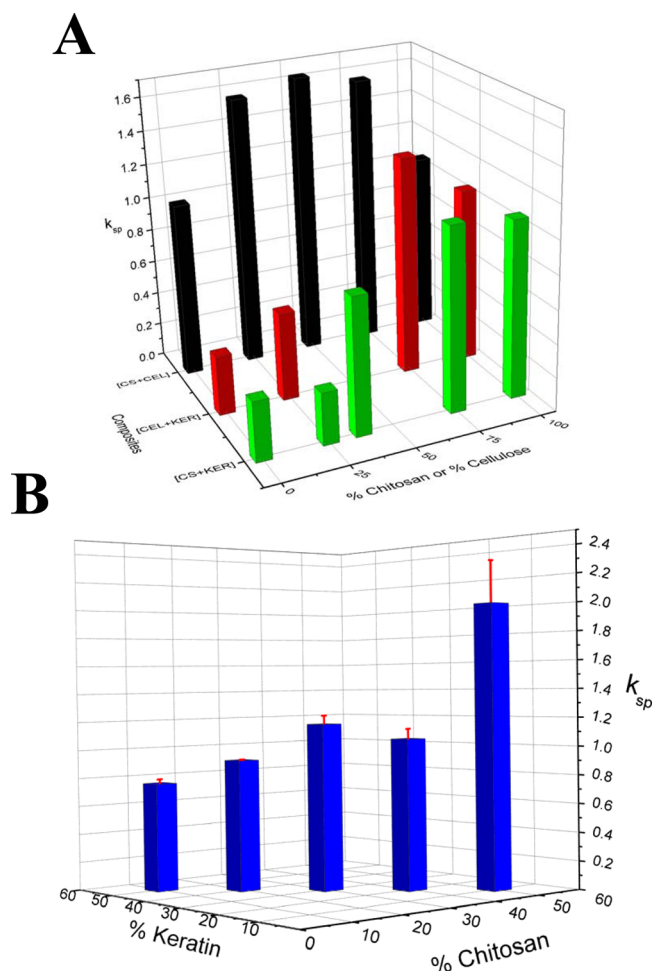 A
1.6
1.4
1.2
1.0
0.8
0.6
0.4
0.2
0.0
ksp
[CS+CEL]
[CEL+KER]
[CS+KER]
Composites
0
25
50
75
100
% Chitosan or % Cellulose
B
2.4
2.2
2.0
1.8
1.6
1.4
1.2
1.0
0.8
0.6
0.4
0.2
ksp
60 50 40 30 20 10
% Keratin
0 10 20 30 40 50 60
% Chitosan